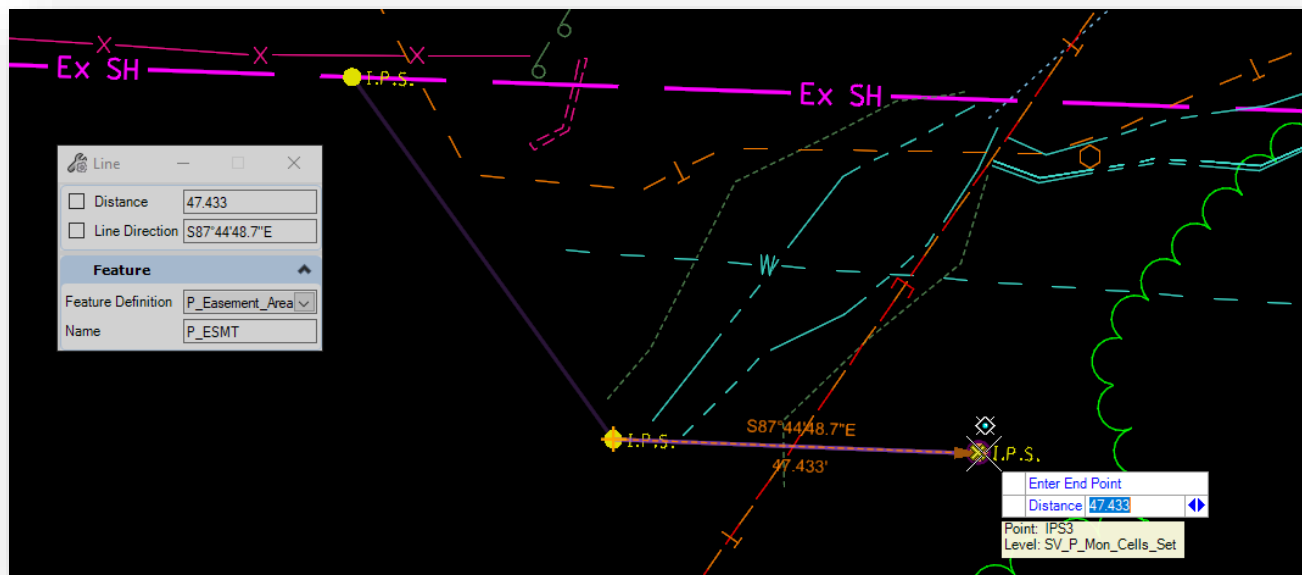 Ex SH
I.P.S.
Ex SH
Line
Distance 47.433
Line Direction S87°44'48.7"E
Feature
Feature Definition P_Easement_Area
Name P_ESMT
W
S87°44'48.7"E
I.P.S.
47.433'
I.P.S.
Enter End Point
Distance 47.433
Point: IPS3
Level: SV_P_Mon_Cells_Set